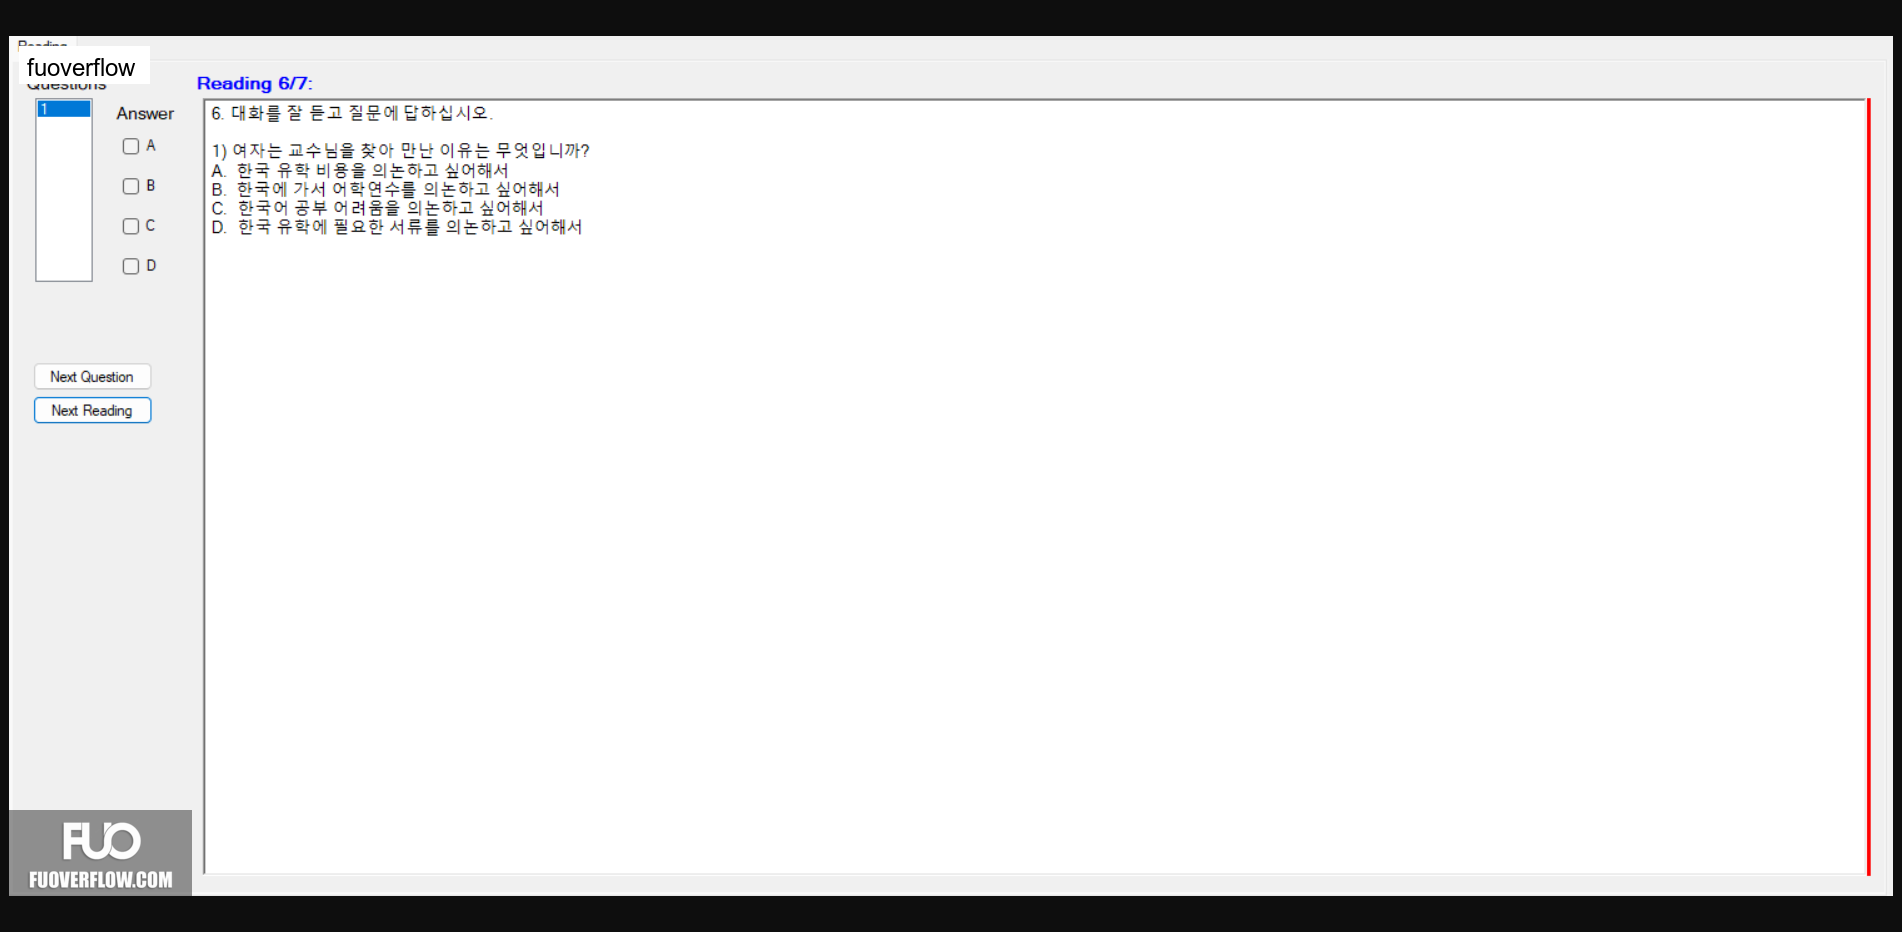 fuoverflow
Questions
Reading 6/7:
1
Answer
A
B
C
D
6. 대화를 잘 듣고 질문에 답하십시오.
1) 여자는 교수님을 찾아 만난 이유는 무엇입니까?
A. 한국 유학 비용을 의논하고 싶어해서
B. 한국에 가서 어학연수를 의논하고 싶어해서
C. 한국어 공부 어려움을 의논하고 싶어해서
D. 한국 유학에 필요한 서류를 의논하고 싶어해서
Next Question
Next Reading
FUO
FUOVERFLOW.COM